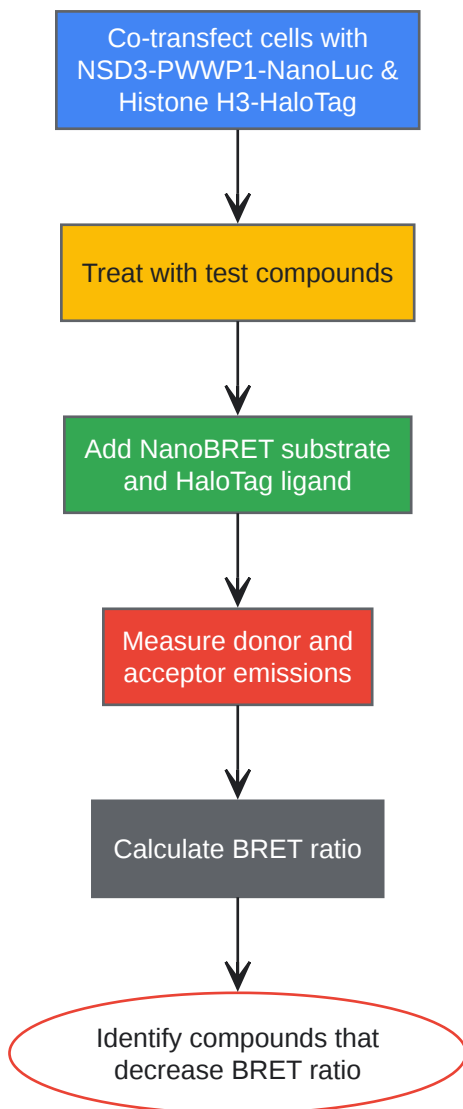 Co-transfect cells with
NSD3-PWWP1-NanoLuc &
Histone H3-HaloTag
Treat with test compounds
Add NanoBRET substrate
and HaloTag ligand
Measure donor and
acceptor emissions
Calculate BRET ratio
Identify compounds that
decrease BRET ratio